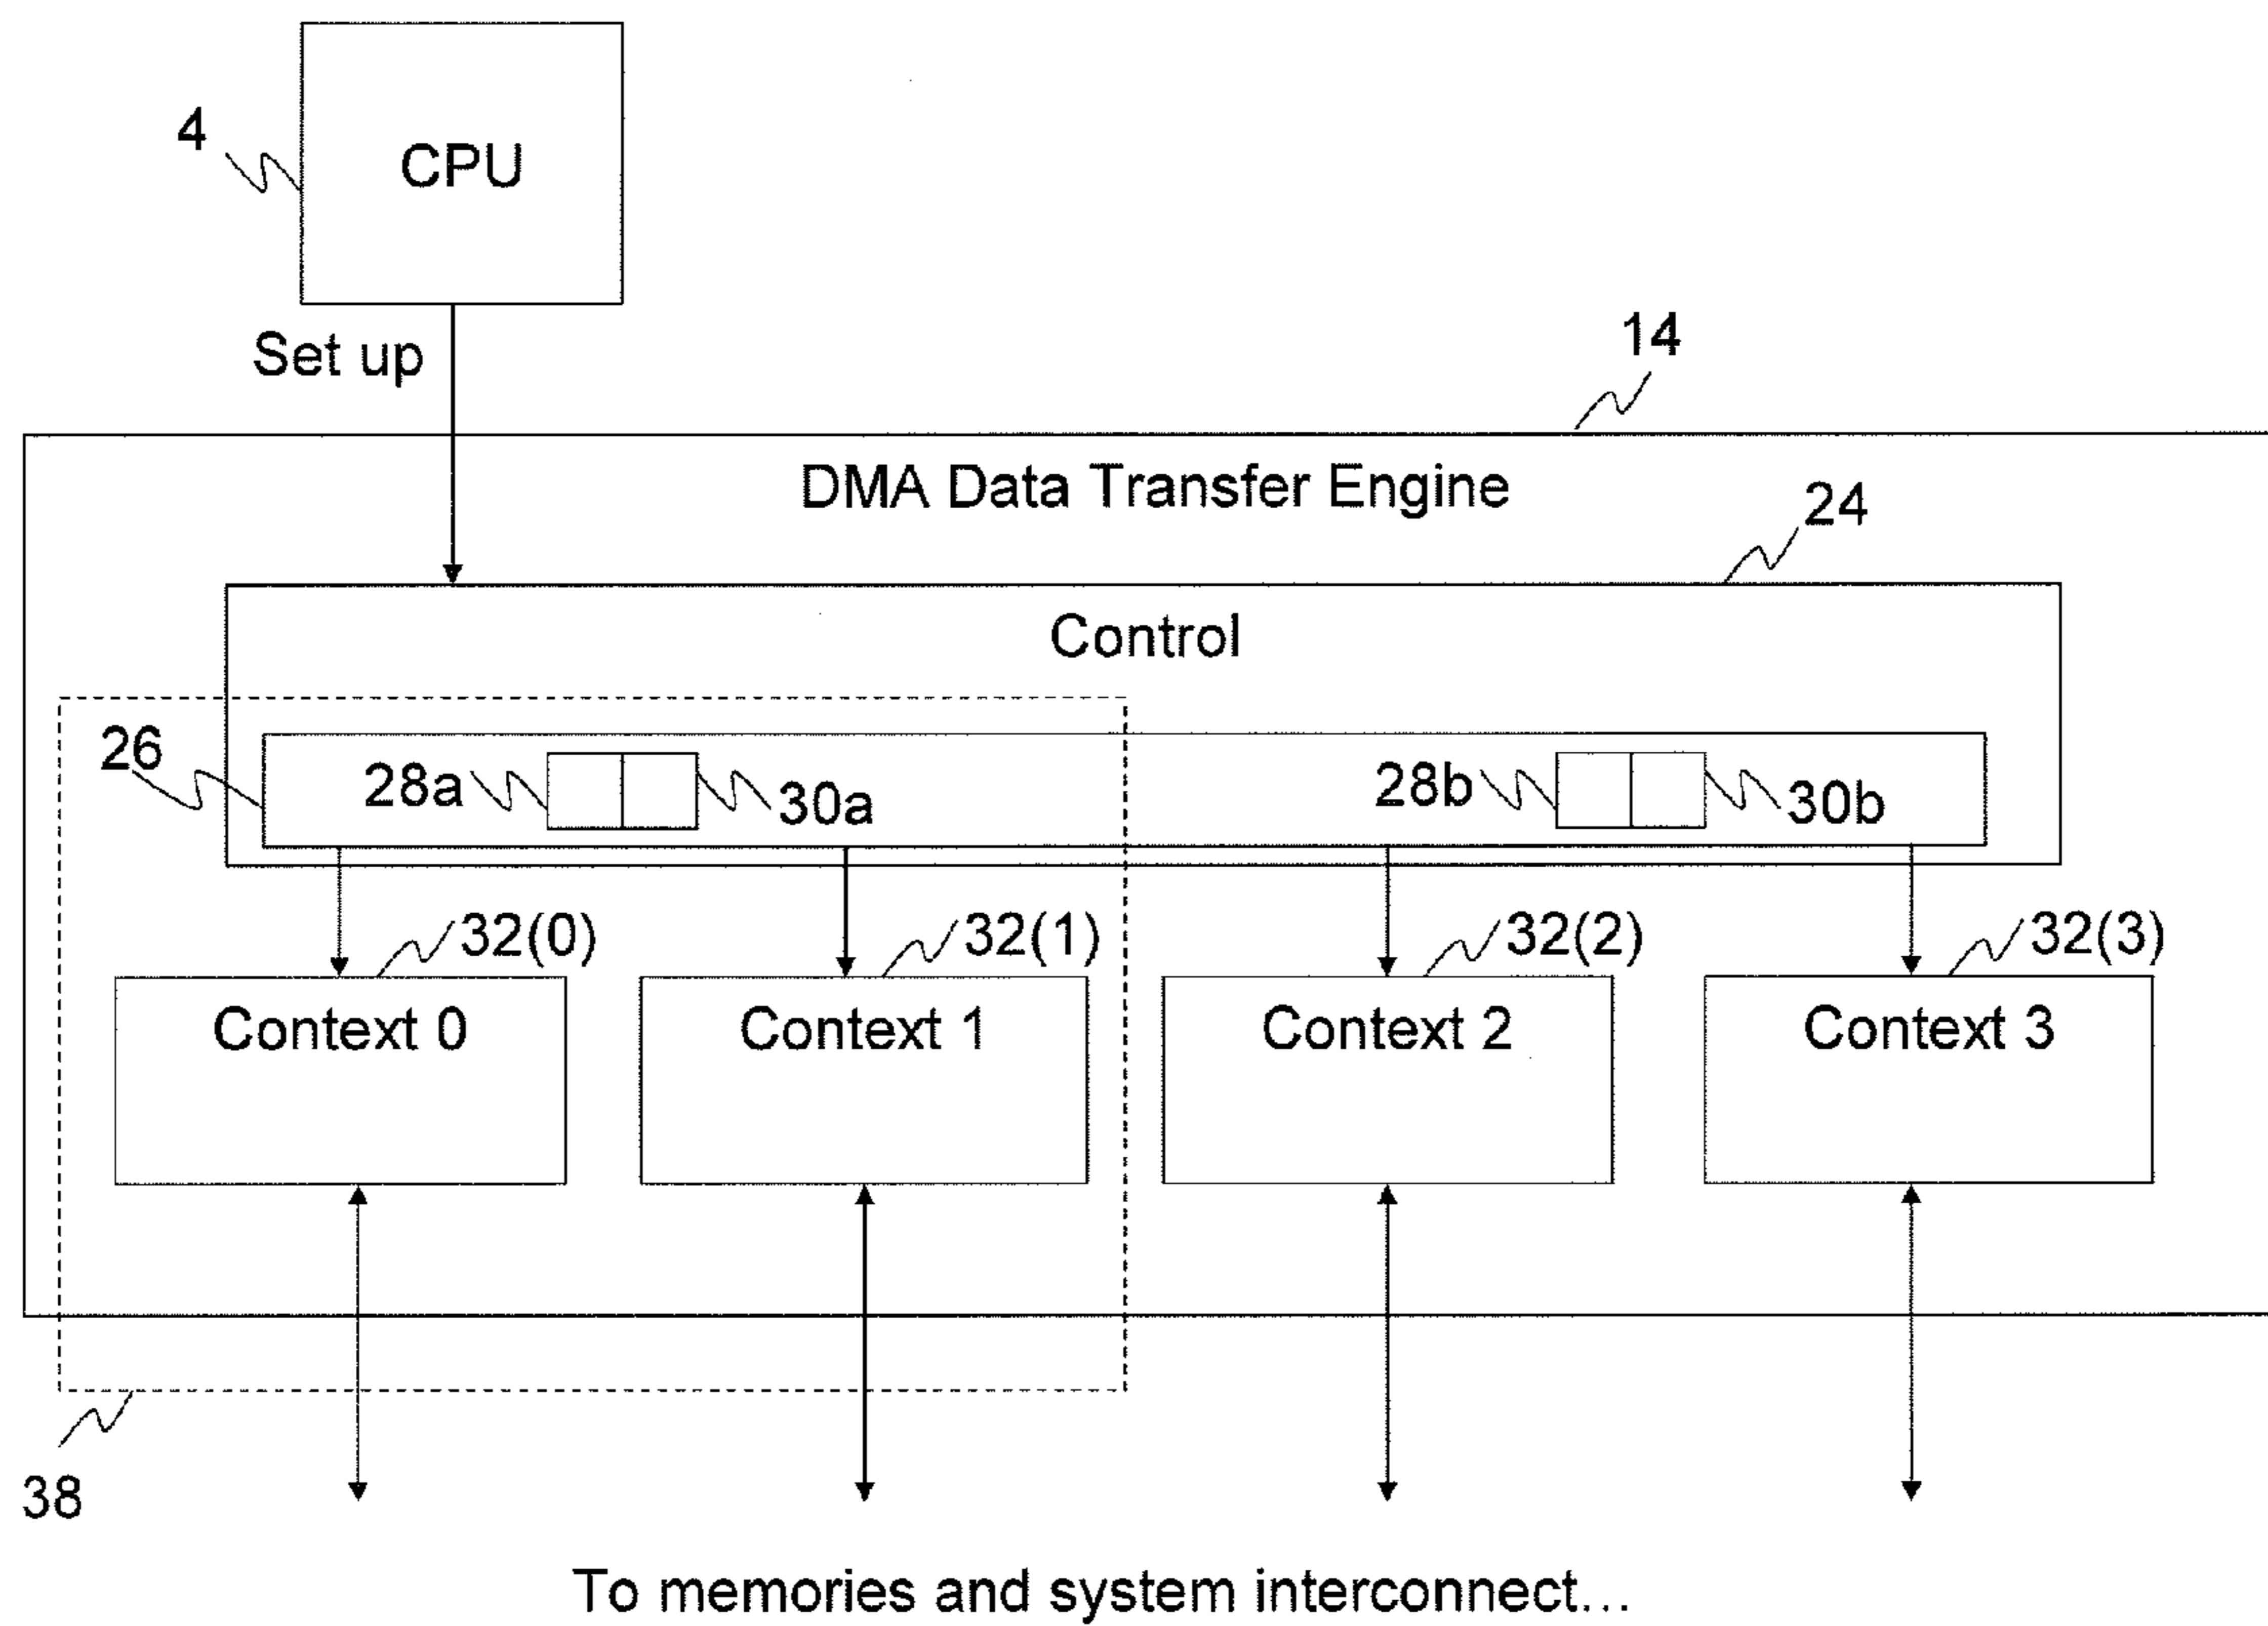 4
CPU
Set up
14
DMA Data Transfer Engine
24
Control
26
28a
30a
28b
30b
32(0)
32(1)
32(2)
32(3)
Context 0
Context 1
Context 2
Context 3
38
To memories and system interconnect...